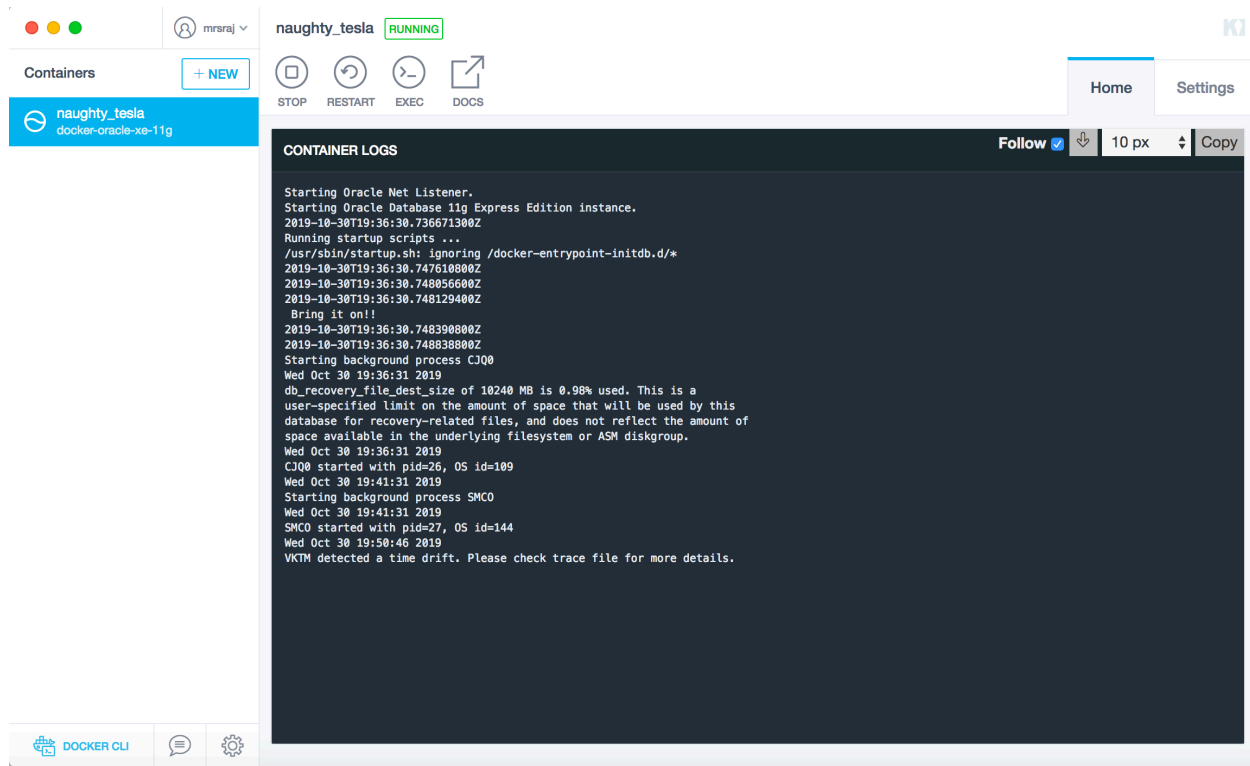 mrsraj
naughty_tesla RUNNING
Containers
+ NEW
naughty_tesla
docker-oracle-xe-11g
STOP RESTART EXEC DOCS
Home Settings
CONTAINER LOGS
Follow 10 px Copy
Starting Oracle Net Listener.
Starting Oracle Database 11g Express Edition instance.
2019-10-30T19:36:30.736671300Z
Running startup scripts ...
/usr/sbin/startup.sh: ignoring /docker-entrypoint-initdb.d/*
2019-10-30T19:36:30.747610800Z
2019-10-30T19:36:30.748056600Z
2019-10-30T19:36:30.748129400Z
Bring it on!!
2019-10-30T19:36:30.748390800Z
2019-10-30T19:36:30.748838800Z
Starting background process CJQ0
Wed Oct 30 19:36:31 2019
db_recovery_file_dest_size of 10240 MB is 0.98% used. This is a
user-specified limit on the amount of space that will be used by this
database for recovery-related files, and does not reflect the amount of
space available in the underlying filesystem or ASM diskgroup.
Wed Oct 30 19:36:31 2019
CJQ0 started with pid=26, OS id=109
Wed Oct 30 19:41:31 2019
Starting background process SMCO
Wed Oct 30 19:41:31 2019
SMCO started with pid=27, OS id=144
Wed Oct 30 19:50:46 2019
VKTM detected a time drift. Please check trace file for more details.
DOCKER CLI